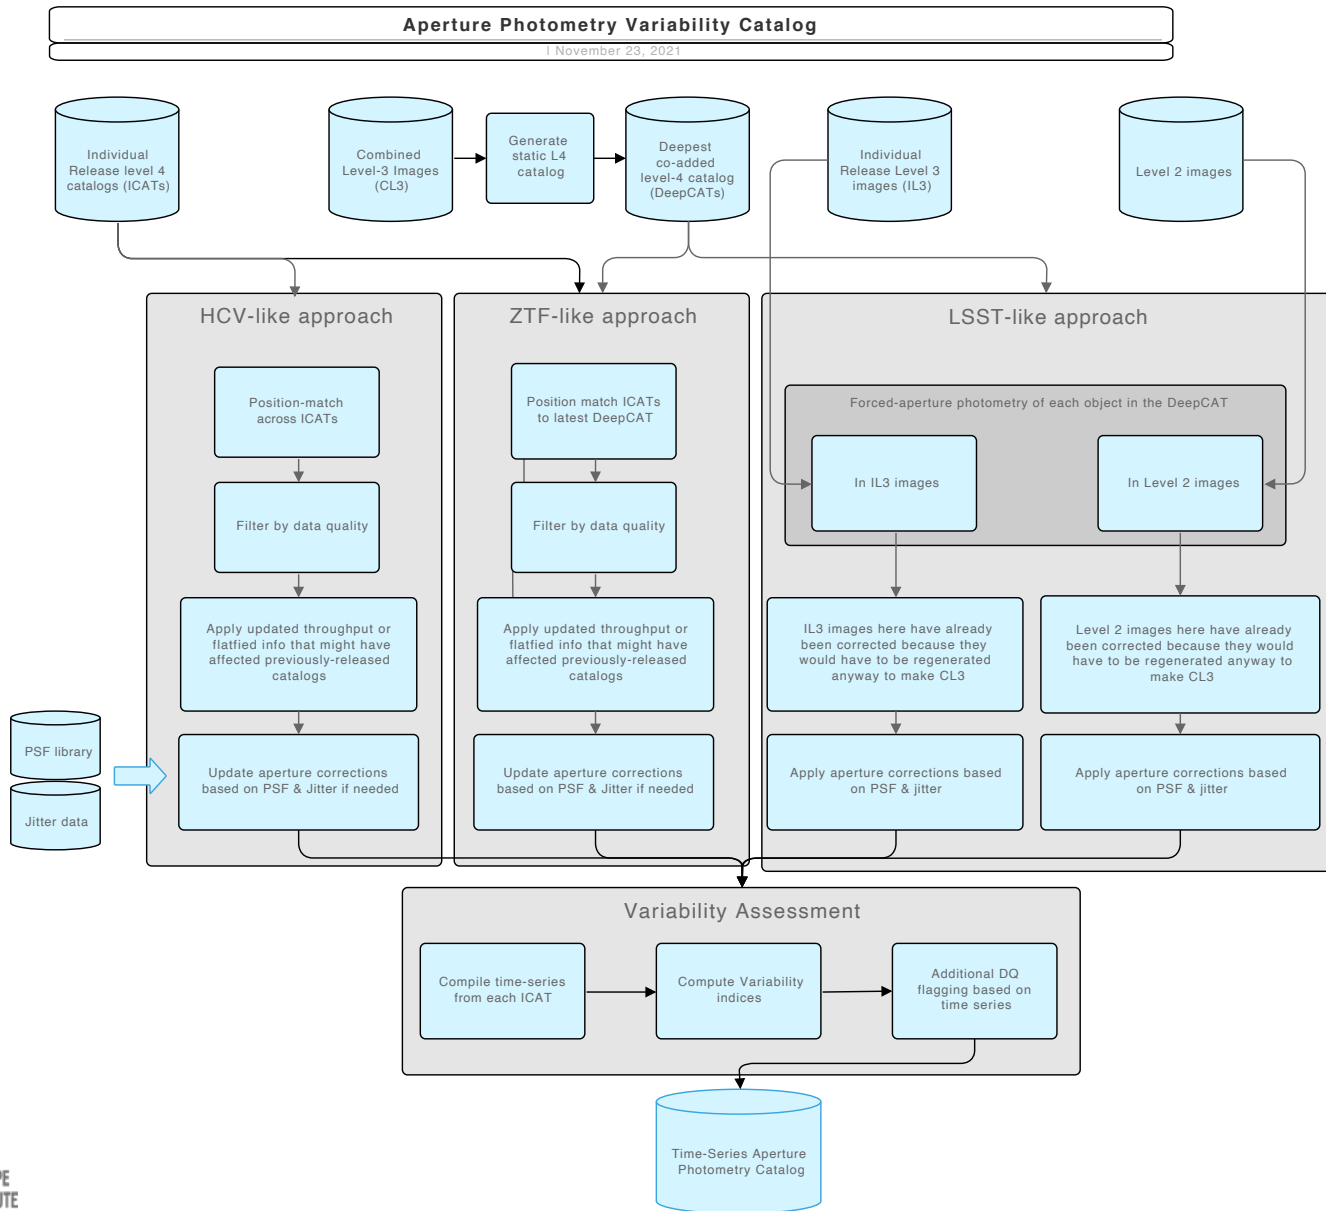 Aperture Photometry Variability Catalog
| November 23, 2021
Individual
Release level 4
catalogs (ICATs)
Combined
Level-3 Images
(CL3)
Generate
static L4
catalog
Deepest
co-added
level-4 catalog
(DeepCATs)
Individual
Release Level 3
images (IL3)
Level 2 images
HCV-like approach
Position-match
across ICATs
Filter by data quality
Apply updated throughput or
flatfied info that might have
affected previously-released
catalogs
Update aperture corrections
based on PSF & Jitter if needed
ZTF-like approach
Position match ICATs
to latest DeepCAT
Filter by data quality
Apply updated throughput or
flatfied info that might have
affected previously-released
catalogs
Update aperture corrections
based on PSF & Jitter if needed
LSST-like approach
Forced-aperture photometry of each object in the DeepCAT
In IL3 images
In Level 2 images
IL3 images here have already
been corrected because they
would have to be regenerated
anyway to make CL3
Level 2 images here have already
been corrected because they would
have to be regenerated anyway to
make CL3
Apply aperture corrections based
on PSF & jitter
Apply aperture corrections based
on PSF & jitter
PSF library
Jitter data
Variability Assessment
Compile time-series
from each ICAT
Compute Variability
indices
Additional DQ
flagging based on
time series
Time-Series Aperture
Photometry Catalog